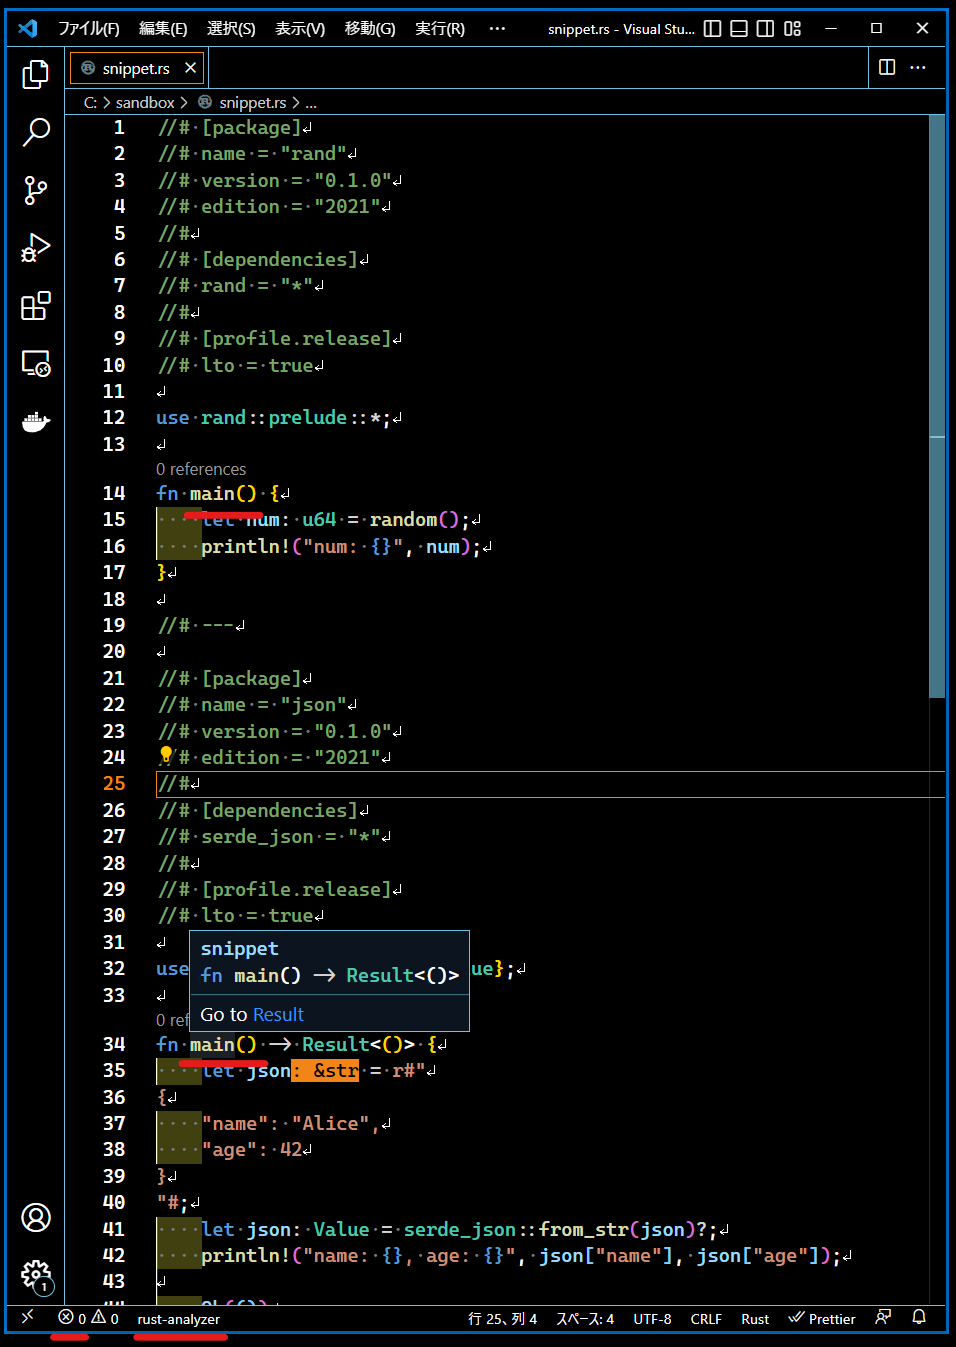 ファイル(F) 編集(E) 選択(S) 表示(V) 移動(G) 実行(R) ··· snippet.rs - Visual Stu...
snippet.rs
C: > sandbox > snippet.rs > ...
1 //# [package]
2 //# name = "rand"
3 //# version = "0.1.0"
4 //# edition = "2021"
5 //#
6 //# [dependencies]
7 //# rand = "*"
8 //#
9 //# [profile.release]
10 //# lto = true
11
12 use rand::prelude::*;
13
0 references
14 fn main() {
15 let num: u64 = random();
16 println!("num: {}", num);
17 }
18
19 //# ---
20
21 //# [package]
22 //# name = "json"
23 //# version = "0.1.0"
24 //# edition = "2021"
25 //#
26 //# [dependencies]
27 //# serde_json = "*"
28 //#
29 //# [profile.release]
30 //# lto = true
31
snippet
fn main() -> Result<()>
Go to Result
32 use ue};
33
0 ref
34 fn main() -> Result<()> {
35 let json: &str = r#"
36 {
37 "name": "Alice",
38 "age": 42
39 }
40 "#;
41 let json: Value = serde_json::from_str(json)?;
42 println!("name: {}, age: {}", json["name"], json["age"]);
43
44 Ok(())
1
0 0 rust-analyzer 行 25、列 4 スペース: 4 UTF-8 CRLF Rust Prettier